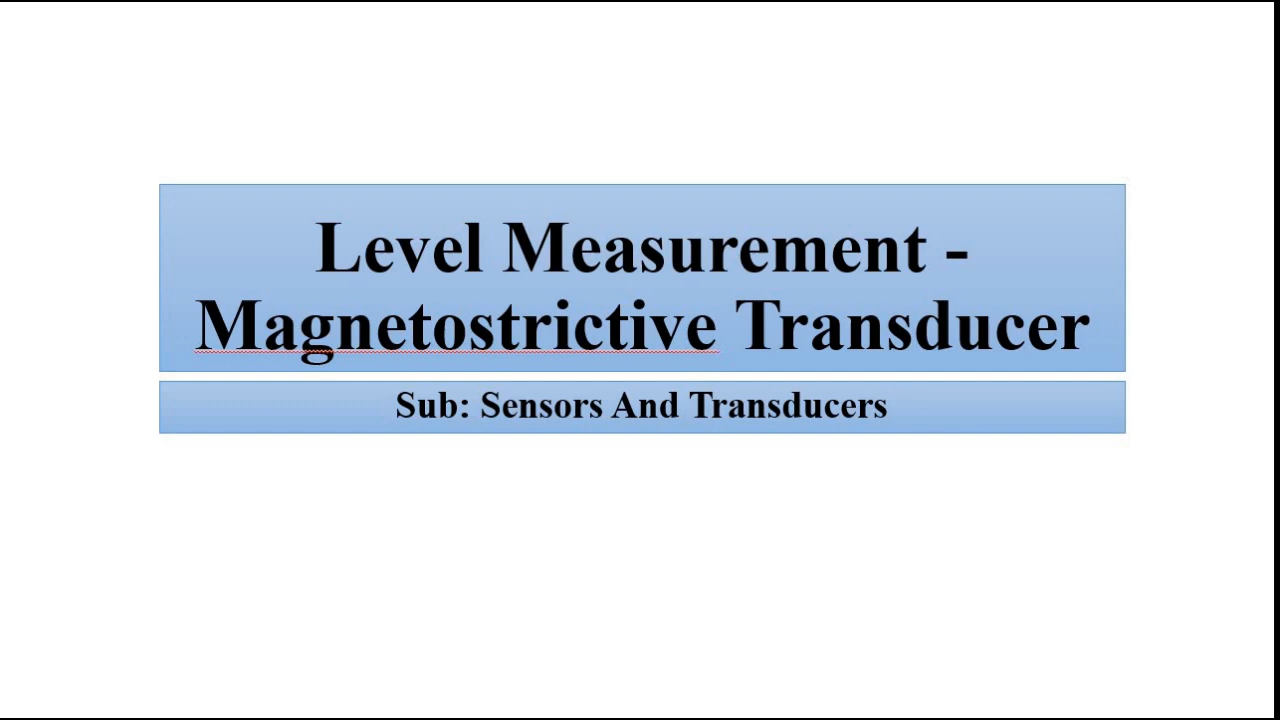 Level Measurement -
Magnetostrictive Transducer
Sub: Sensors And Transducers